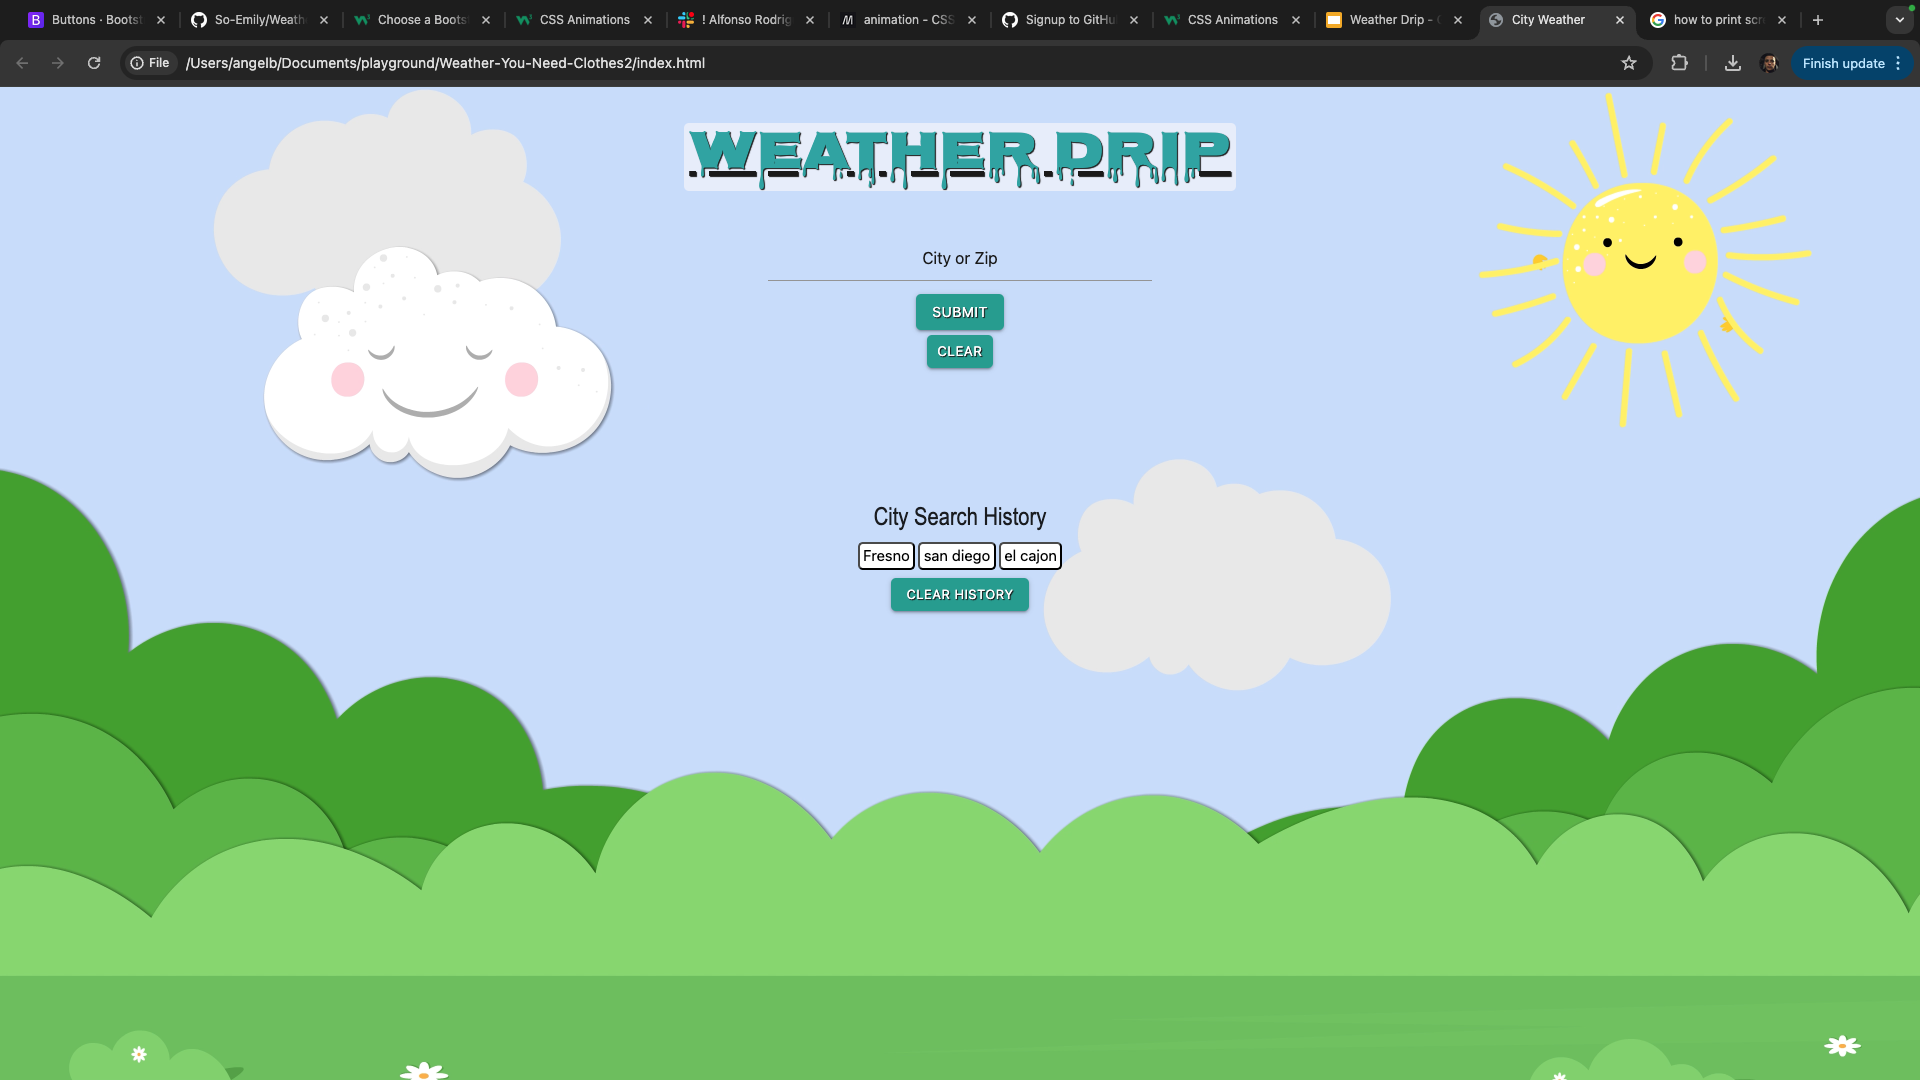 Buttons · Bootst
So-Emily/Weath
Choose a Boots
CSS Animations
! Alfonso Rodrig
animation - CSS
Signup to GitHu
CSS Animations
Weather Drip -
City Weather
how to print scr
File
/Users/angelb/Documents/playground/Weather-You-Need-Clothes2/index.html
Finish update
WEATHER DRIP
City or Zip
SUBMIT
CLEAR
City Search History
Fresno san diego el cajon
CLEAR HISTORY